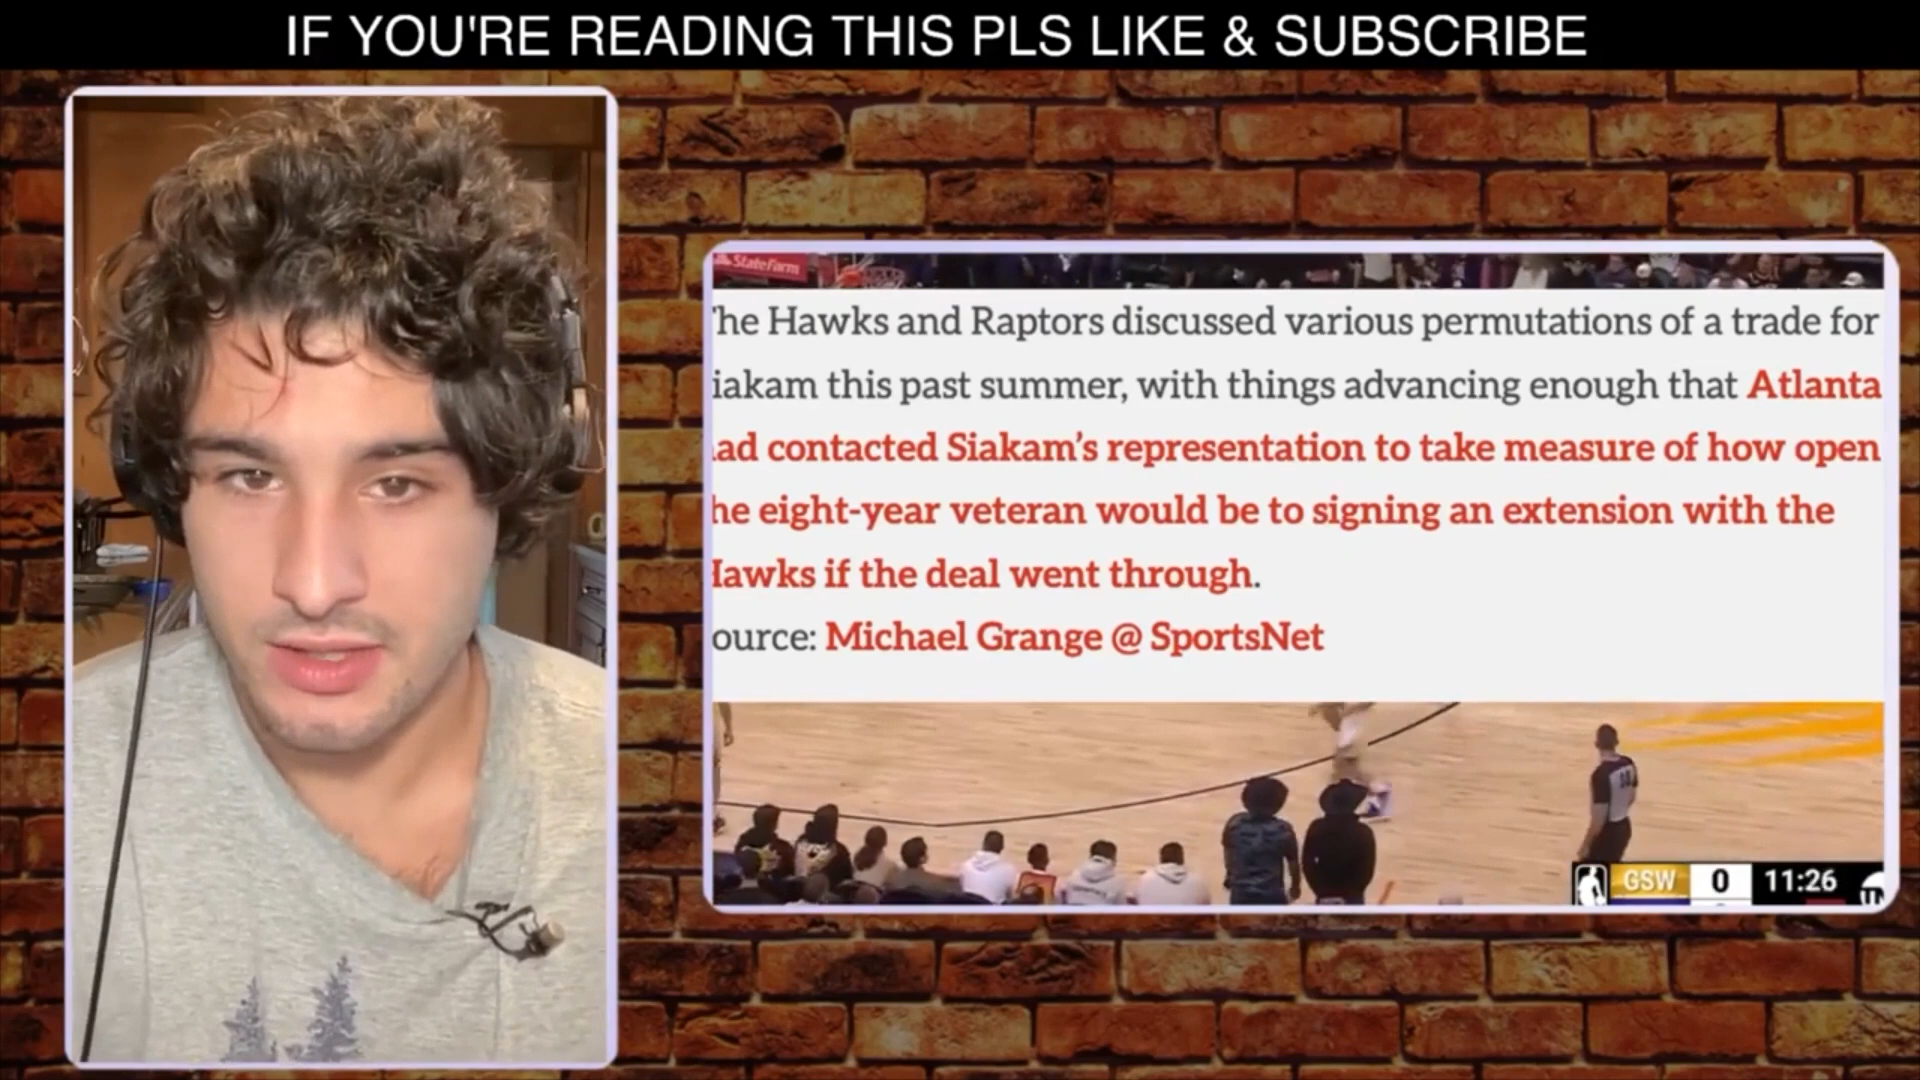 IF YOU'RE READING THIS PLS LIKE & SUBSCRIBE
StateFarm
he Hawks and Raptors discussed various permutations of a trade for
iakam this past summer, with things advancing enough that Atlanta
ad contacted Siakam's representation to take measure of how open
he eight-year veteran would be to signing an extension with the
awks if the deal went through.
ource: Michael Grange @ SportsNet
GSW 0 11:26